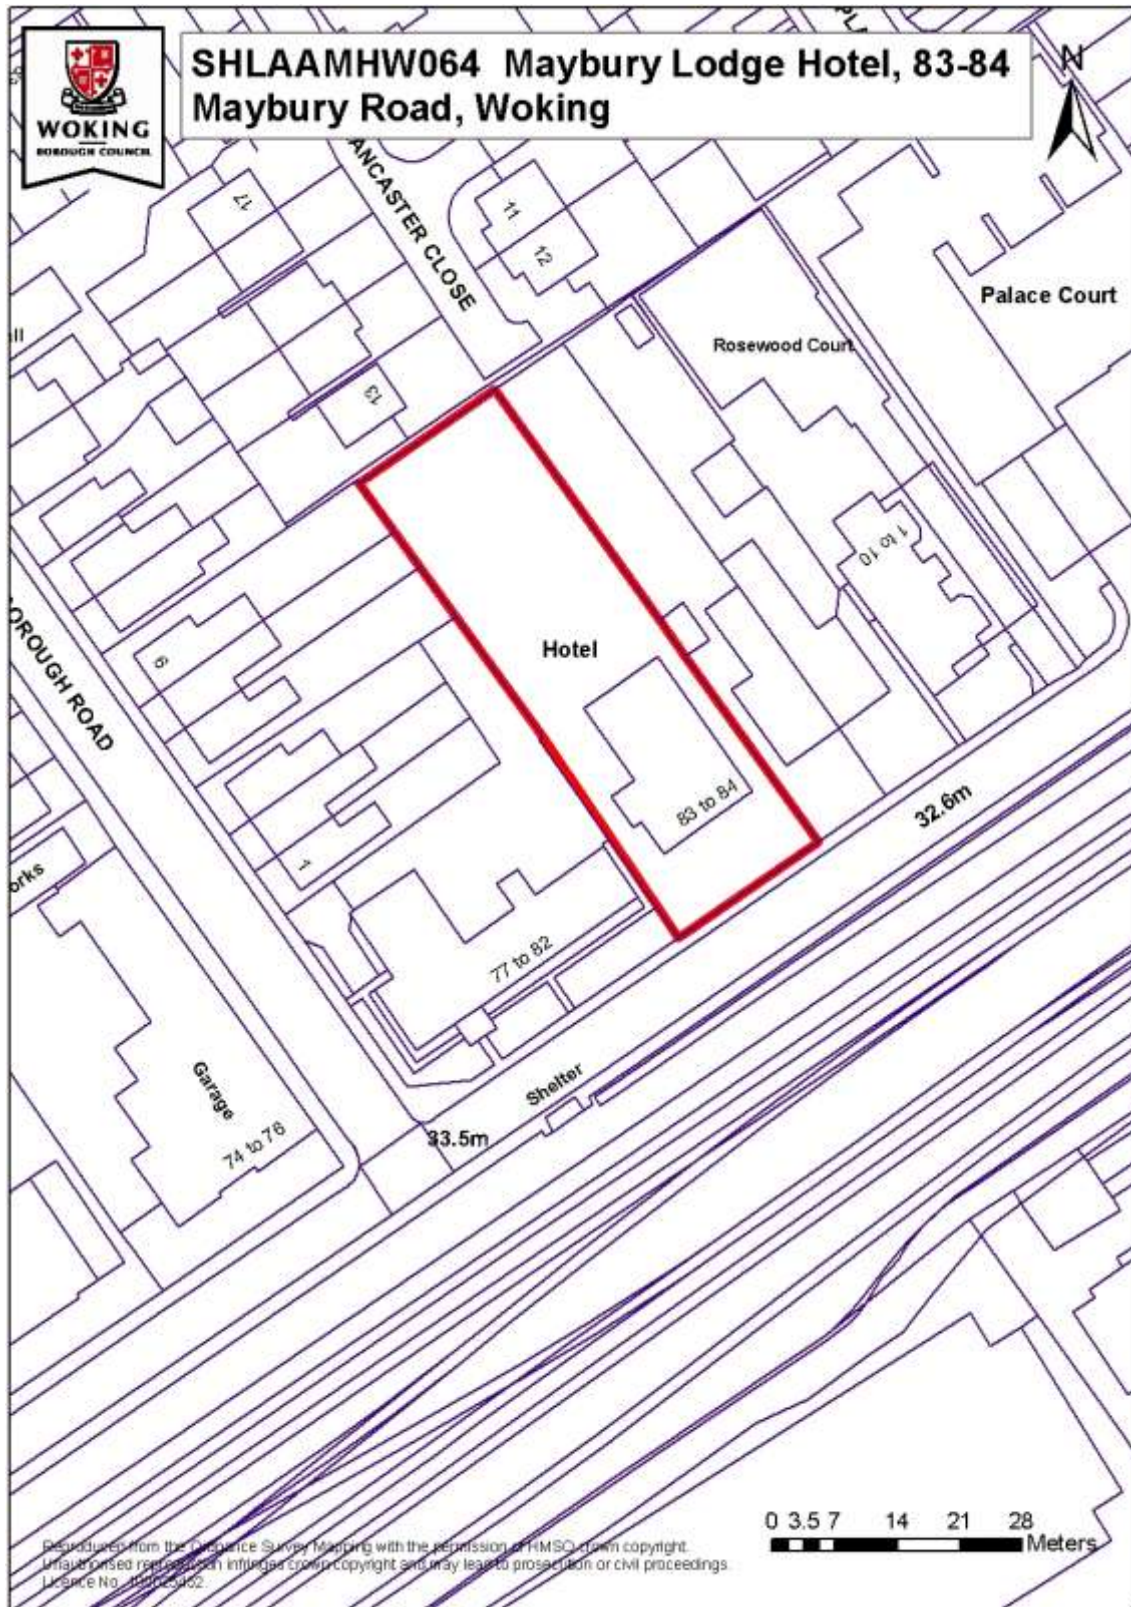 WOKING
BOROUGH COUNCIL
SHLAAMHW064 Maybury Lodge Hotel, 83-84
Maybury Road, Woking
N
17
ANCASTER CLOSE
11
12
Palace Court
Rosewood Court
13
1 to 10
6
Hotel
OROUGH ROAD
83 to 84
32.6m
1
orks
77 to 82
Garage
Shelter
74 to 76
33.5m
0 3.5 7 14 21 28
Meters
Reproduced from the Ordnance Survey Mapping with the permission of HMSO crown copyright.
Unauthorised reproduction infringes crown copyright and may lead to prosecution or civil proceedings.
Licence No.